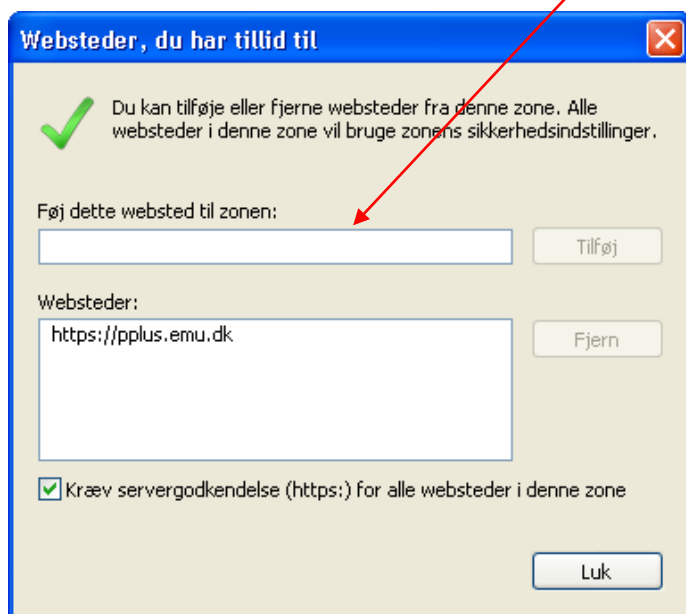 Websteder, du har tillid til
Du kan tilføje eller fjerne websteder fra denne zone. Alle
websteder i denne zone vil bruge zonens sikkerhedsindstillinger.
Føj dette websted til zonen:
Tilføj
Websteder:
https://pplus.emu.dk
Fjern
Kræv servergodkendelse (https:) for alle websteder i denne zone
Luk